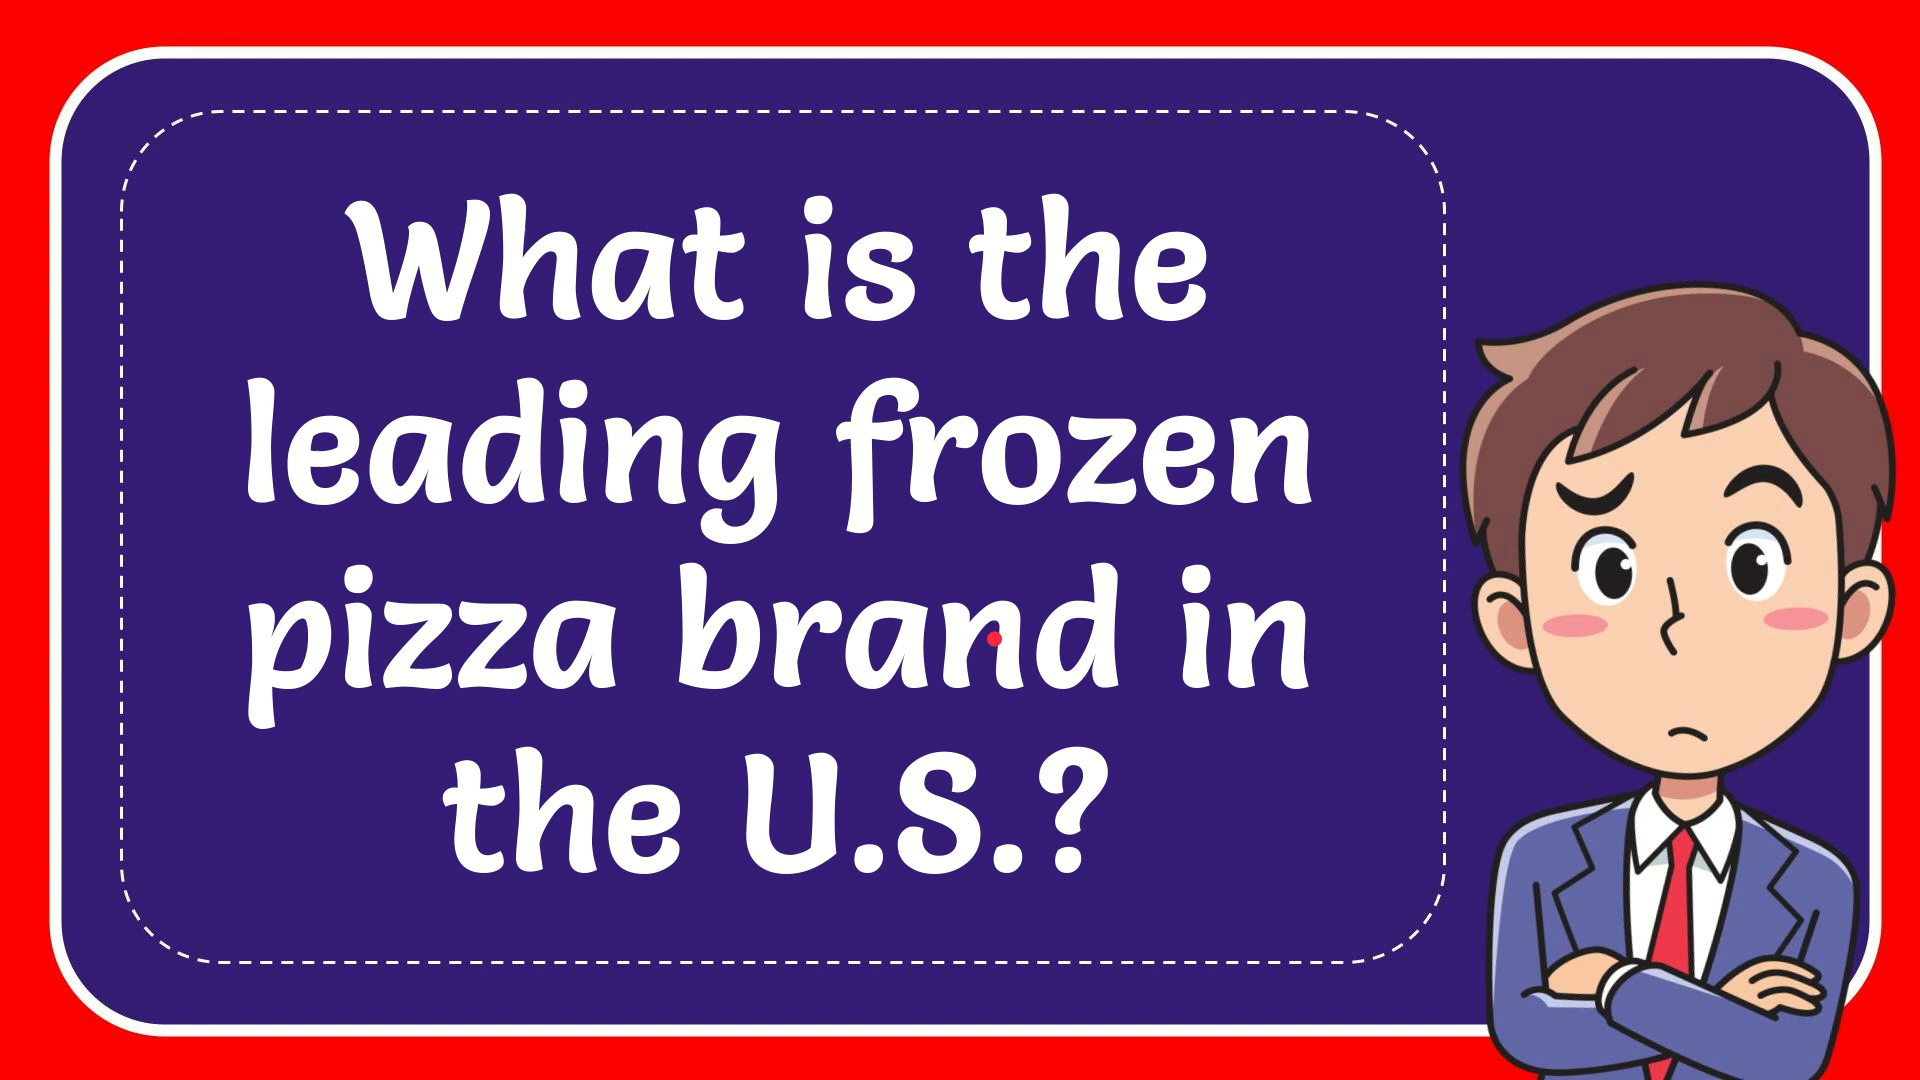 What is the
leading frozen
pizza brand in
the U.S.?